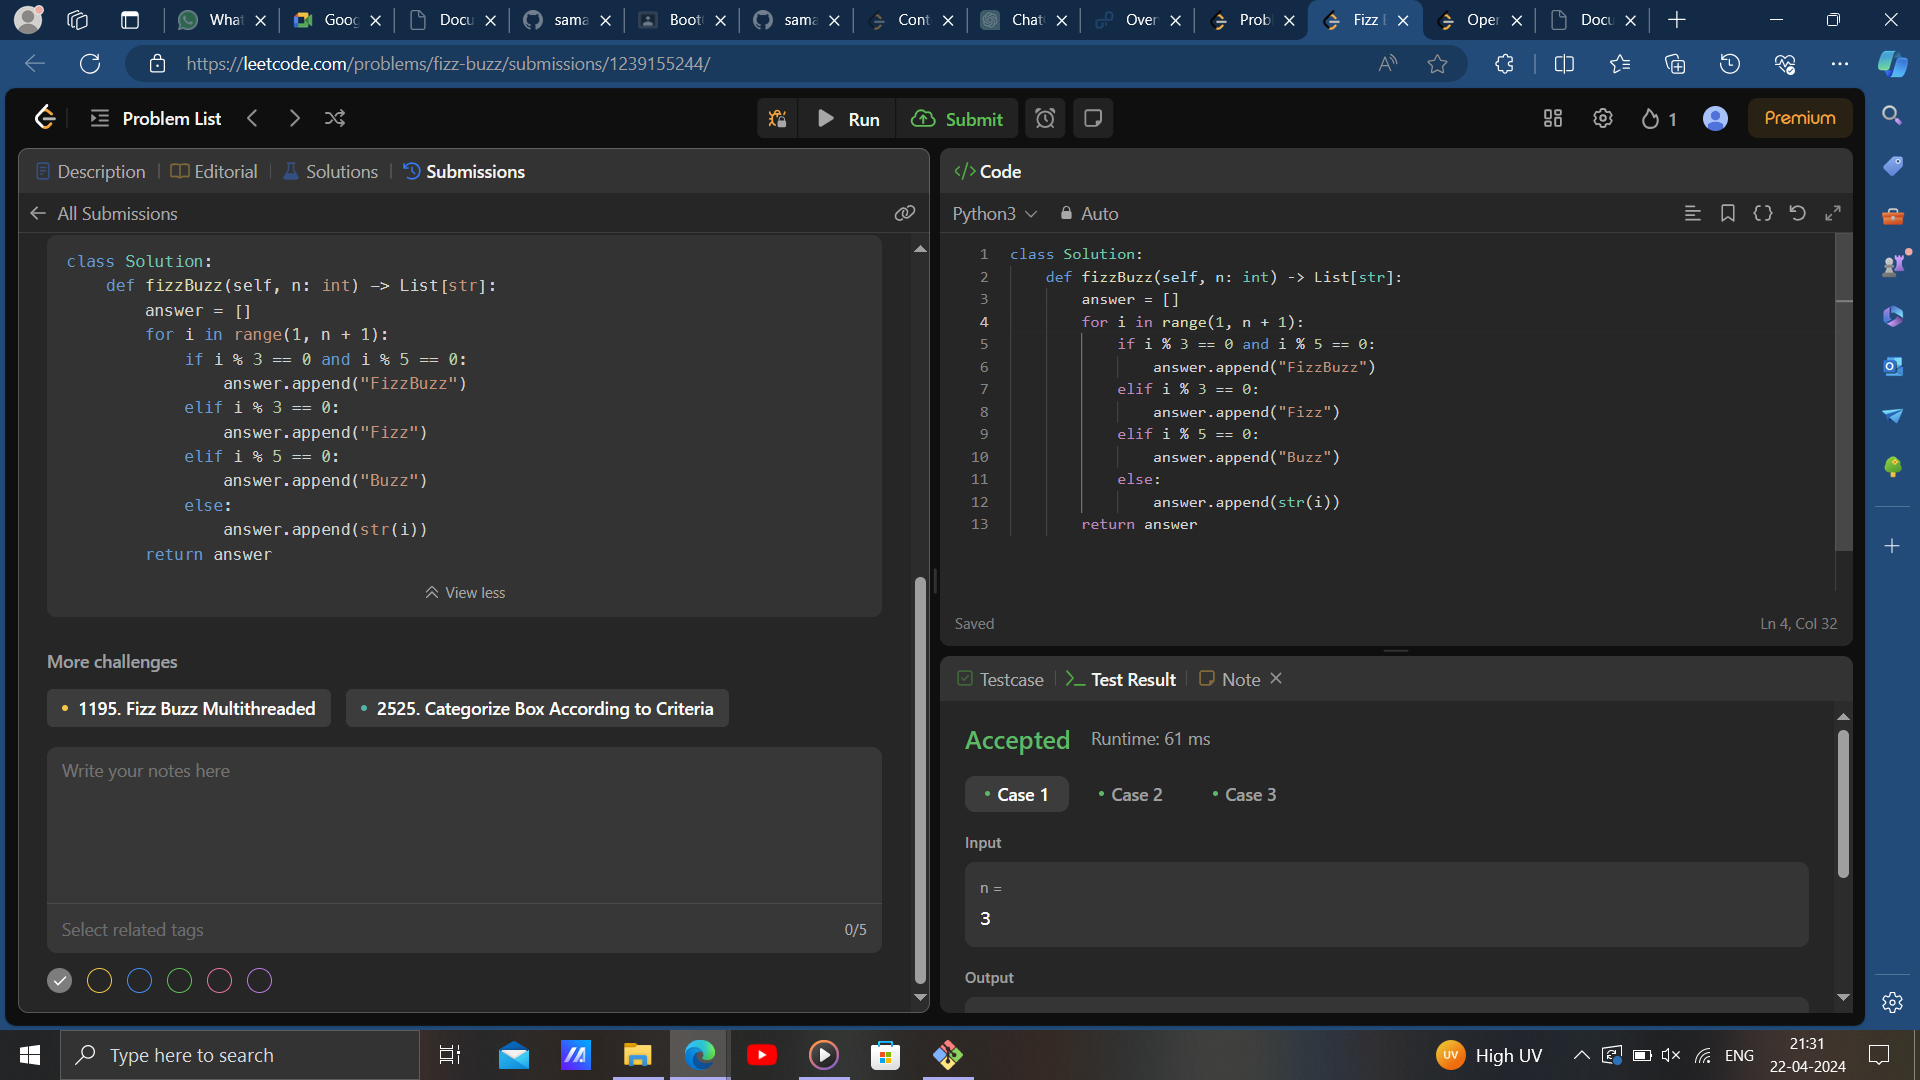 What
Goog
Docu
sama
Boot
sama
Cont
Chat
Over
Prob
Fizz
Oper
Docu
https://leetcode.com/problems/fizz-buzz/submissions/1239155244/
Problem List
Run
Submit
1
Premium
Description
Editorial
Solutions
Submissions
All Submissions
class Solution:
def fizzBuzz(self, n: int) -> List[str]:
answer = []
for i in range(1, n + 1):
if i % 3 == 0 and i % 5 == 0:
answer.append("FizzBuzz")
elif i % 3 == 0:
answer.append("Fizz")
elif i % 5 == 0:
answer.append("Buzz")
else:
answer.append(str(i))
return answer
View less
More challenges
1195. Fizz Buzz Multithreaded
2525. Categorize Box According to Criteria
Write your notes here
Select related tags
0/5
</> Code
Python3
Auto
1 class Solution:
2 def fizzBuzz(self, n: int) -> List[str]:
3 answer = []
4 for i in range(1, n + 1):
5 if i % 3 == 0 and i % 5 == 0:
6 answer.append("FizzBuzz")
7 elif i % 3 == 0:
8 answer.append("Fizz")
9 elif i % 5 == 0:
10 answer.append("Buzz")
11 else:
12 answer.append(str(i))
13 return answer
Saved
Ln 4, Col 32
Testcase
Test Result
Note
Accepted
Runtime: 61 ms
Case 1
Case 2
Case 3
Input
n =
3
Output
Type here to search
UV
High UV
ENG
21:31
22-04-2024